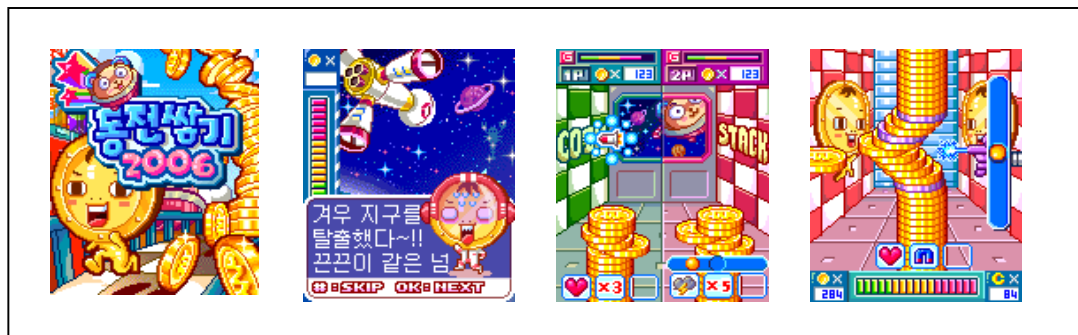 동전쌓기
2006
×
겨우 지구를
탈출했다~!!
끈끈이 같은 넘
#:SKIP OK:NEXT
G
G
1P × 123
2P × 123
STACK
×3
×5
× ×
284 84